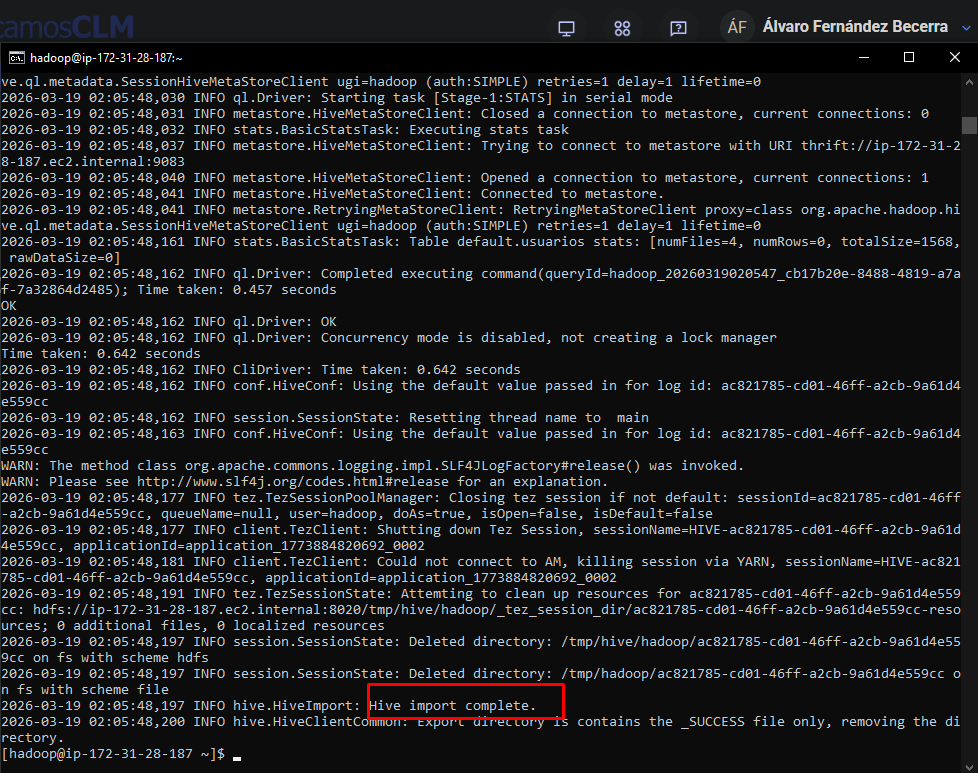 camosCLM
ÁF Álvaro Fernández Becerra
hadoop@ip-172-31-28-187:~
ve.ql.metadata.SessionHiveMetaStoreClient ugi=hadoop (auth:SIMPLE) retries=1 delay=1 lifetime=0
2026-03-19 02:05:48,030 INFO ql.Driver: Starting task [Stage-1:STATS] in serial mode
2026-03-19 02:05:48,031 INFO metastore.HiveMetaStoreClient: Closed a connection to metastore, current connections: 0
2026-03-19 02:05:48,032 INFO stats.BasicStatsTask: Executing stats task
2026-03-19 02:05:48,037 INFO metastore.HiveMetaStoreClient: Trying to connect to metastore with URI thrift://ip-172-31-2
8-187.ec2.internal:9083
2026-03-19 02:05:48,040 INFO metastore.HiveMetaStoreClient: Opened a connection to metastore, current connections: 1
2026-03-19 02:05:48,041 INFO metastore.HiveMetaStoreClient: Connected to metastore.
2026-03-19 02:05:48,041 INFO metastore.RetryingMetaStoreClient: RetryingMetaStoreClient proxy=class org.apache.hadoop.hi
ve.ql.metadata.SessionHiveMetaStoreClient ugi=hadoop (auth:SIMPLE) retries=1 delay=1 lifetime=0
2026-03-19 02:05:48,161 INFO stats.BasicStatsTask: Table default.usuarios stats: [numFiles=4, numRows=0, totalSize=1568,
 rawDataSize=0]
2026-03-19 02:05:48,162 INFO ql.Driver: Completed executing command(queryId=hadoop_20260319020547_cb17b20e-8488-4819-a7a
f-7a32864d2485); Time taken: 0.457 seconds
OK
2026-03-19 02:05:48,162 INFO ql.Driver: OK
2026-03-19 02:05:48,162 INFO ql.Driver: Concurrency mode is disabled, not creating a lock manager
Time taken: 0.642 seconds
2026-03-19 02:05:48,162 INFO CliDriver: Time taken: 0.642 seconds
2026-03-19 02:05:48,162 INFO conf.HiveConf: Using the default value passed in for log id: ac821785-cd01-46ff-a2cb-9a61d4
e559cc
2026-03-19 02:05:48,162 INFO session.SessionState: Resetting thread name to  main
2026-03-19 02:05:48,163 INFO conf.HiveConf: Using the default value passed in for log id: ac821785-cd01-46ff-a2cb-9a61d4
e559cc
WARN: The method class org.apache.commons.logging.impl.SLF4JLogFactory#release() was invoked.
WARN: Please see http://www.slf4j.org/codes.html#release for an explanation.
2026-03-19 02:05:48,177 INFO tez.TezSessionPoolManager: Closing tez session if not default: sessionId=ac821785-cd01-46ff
-a2cb-9a61d4e559cc, queueName=null, user=hadoop, doAs=true, isOpen=false, isDefault=false
2026-03-19 02:05:48,177 INFO client.TezClient: Shutting down Tez Session, sessionName=HIVE-ac821785-cd01-46ff-a2cb-9a61d
4e559cc, applicationId=application_1773884820692_0002
2026-03-19 02:05:48,181 INFO client.TezClient: Could not connect to AM, killing session via YARN, sessionName=HIVE-ac821
785-cd01-46ff-a2cb-9a61d4e559cc, applicationId=application_1773884820692_0002
2026-03-19 02:05:48,191 INFO tez.TezSessionState: Attemting to clean up resources for ac821785-cd01-46ff-a2cb-9a61d4e559
cc: hdfs://ip-172-31-28-187.ec2.internal:8020/tmp/hive/hadoop/_tez_session_dir/ac821785-cd01-46ff-a2cb-9a61d4e559cc-reso
urces; 0 additional files, 0 localized resources
2026-03-19 02:05:48,197 INFO session.SessionState: Deleted directory: /tmp/hive/hadoop/ac821785-cd01-46ff-a2cb-9a61d4e55
9cc on fs with scheme hdfs
2026-03-19 02:05:48,197 INFO session.SessionState: Deleted directory: /tmp/hadoop/ac821785-cd01-46ff-a2cb-9a61d4e559cc o
n fs with scheme file
2026-03-19 02:05:48,197 INFO hive.HiveImport: Hive import complete.
2026-03-19 02:05:48,200 INFO hive.HiveClientCommon: Export directory is contains the _SUCCESS file only, removing the di
rectory.
[hadoop@ip-172-31-28-187 ~]$